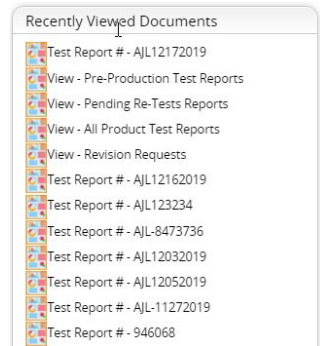 Recently Viewed Documents
Test Report # - AJL12172019
View - Pre-Production Test Reports
View - Pending Re-Tests Reports
View - All Product Test Reports
View - Revision Requests
Test Report # - AJL12162019
Test Report # - AJL123234
Test Report # - AJL-8473736
Test Report # - AJL12032019
Test Report # - AJL12052019
Test Report # - AJL-11272019
Test Report # - 946068